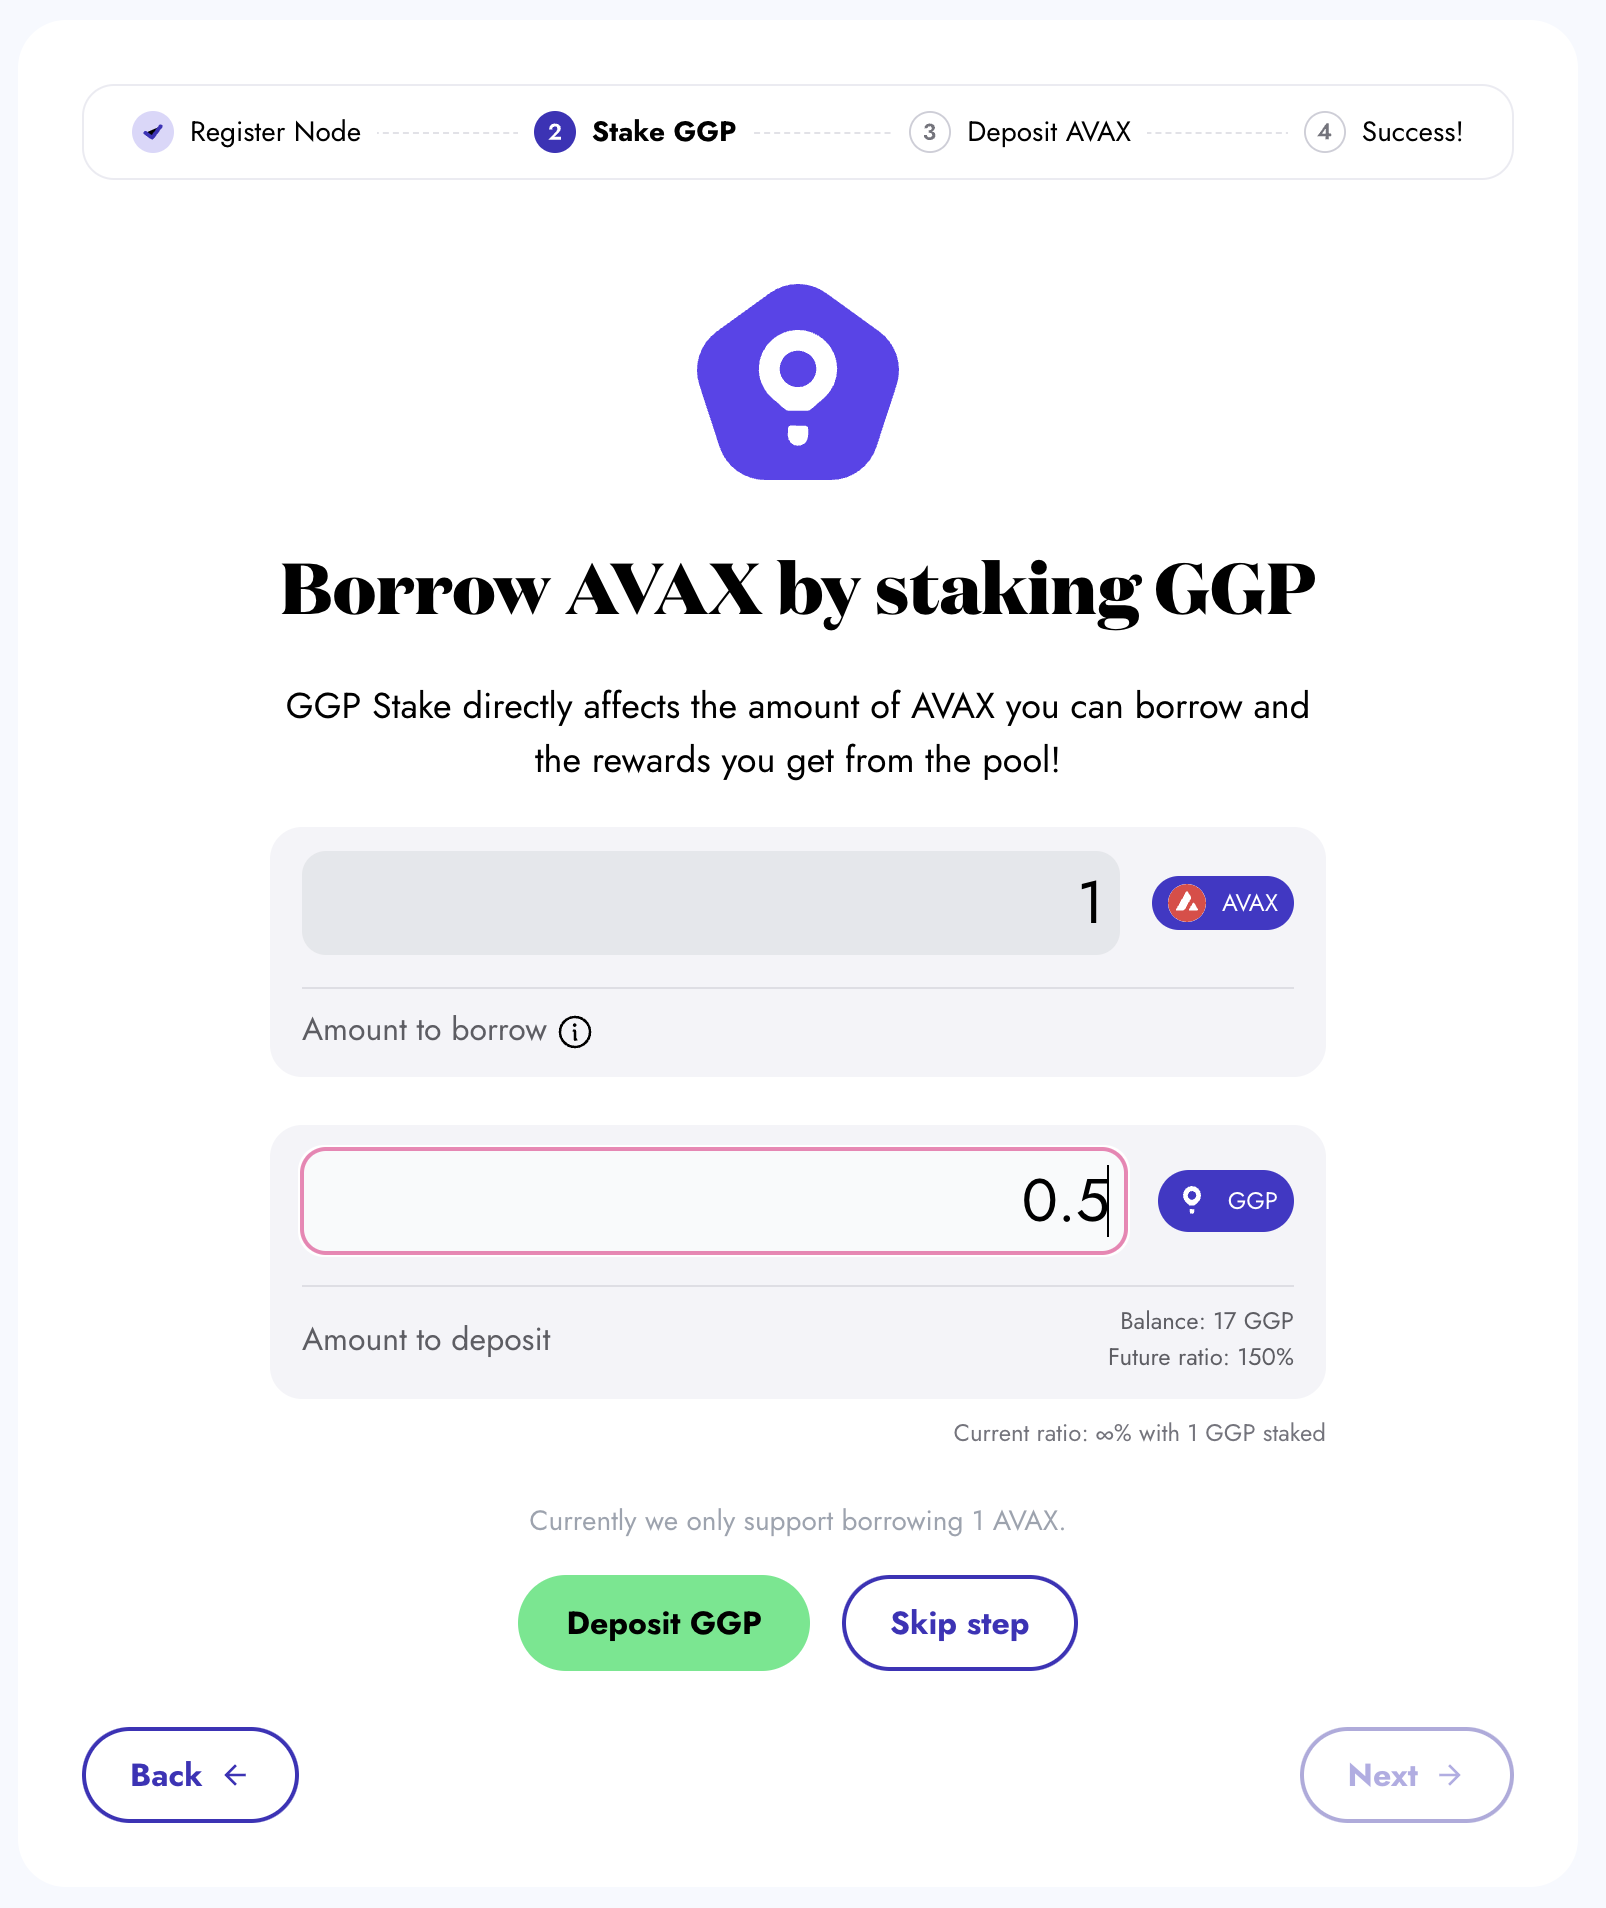 Register Node
2 Stake GGP
3 Deposit AVAX
4 Success!
Borrow AVAX by staking GGP
GGP Stake directly affects the amount of AVAX you can borrow and
the rewards you get from the pool!
1 AVAX
Amount to borrow i
0.5 GGP
Amount to deposit
Balance: 17 GGP
Future ratio: 150%
Current ratio: ∞% with 1 GGP staked
Currently we only support borrowing 1 AVAX.
Deposit GGP
Skip step
Back ←
Next →